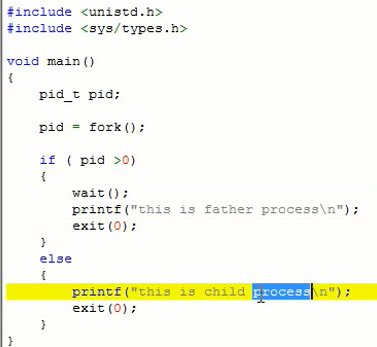 #include <unistd.h>
#include <sys/types.h>
void main()
{
pid_t pid;
pid = fork();
if ( pid >0)
{
wait();
printf("this is father process\n");
exit(0);
}
else
{
printf("this is child process\n");
exit(0);
}
}